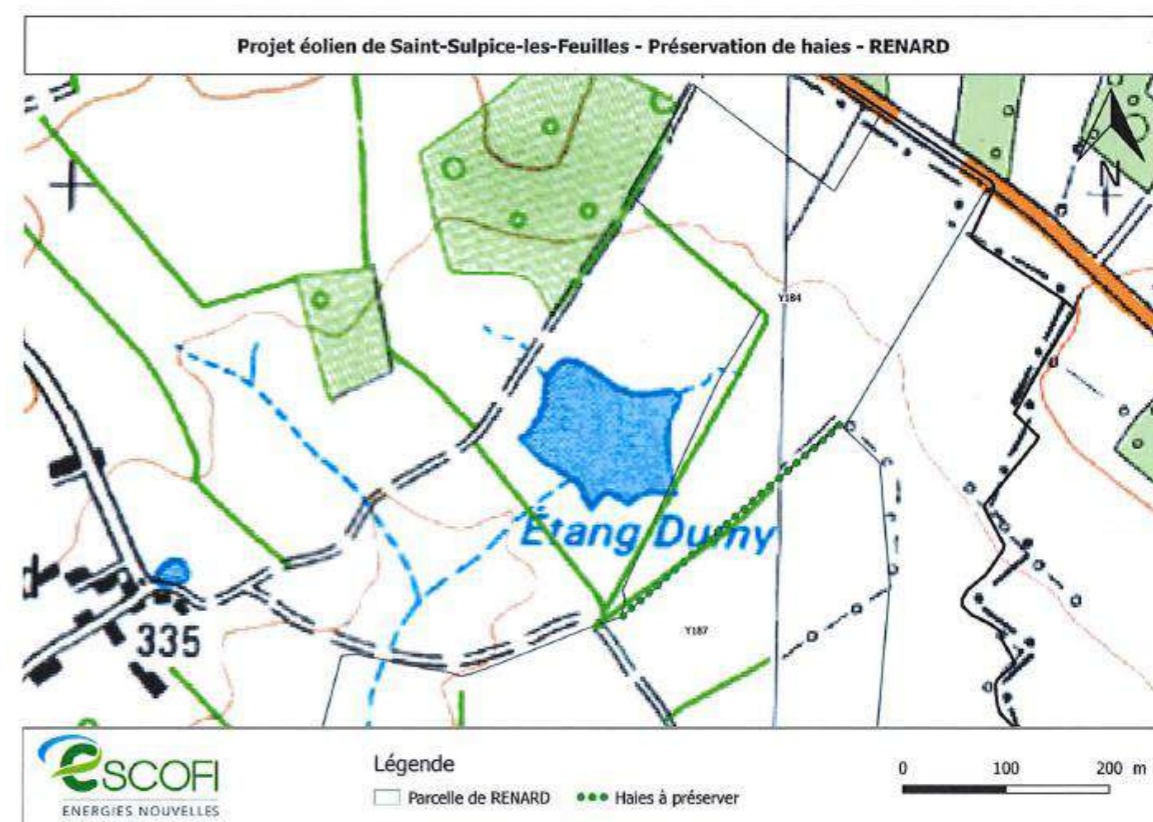 Projet éolien de Saint-Sulpice-les-Feuilles - Préservation de haies - RENARD
N
Y184
Étang Dumy
335
Y187
eSCOFI
ENERGIES NOUVELLES
Légende
Parcelle de RENARD
Haies à préserver
0 100 200 m